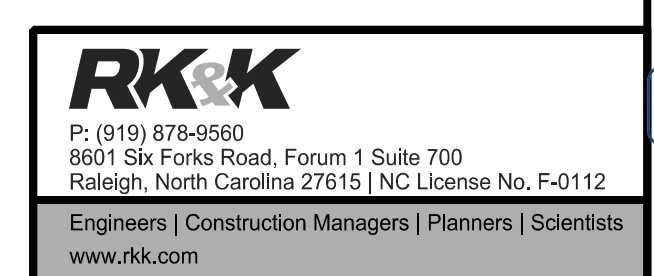 RK&K
P: (919) 878-9560
8601 Six Forks Road, Forum 1 Suite 700
Raleigh, North Carolina 27615 | NC License No. F-0112
Engineers | Construction Managers | Planners | Scientists
www.rkk.com